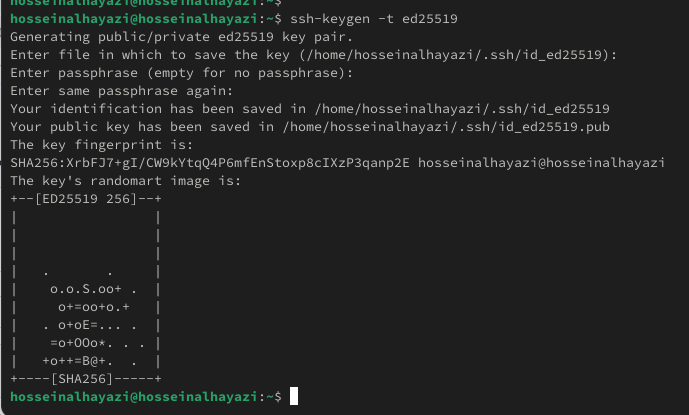 hosseinalhayazi@hosseinalhayazi:~$
hosseinalhayazi@hosseinalhayazi:~$ ssh-keygen -t ed25519
Generating public/private ed25519 key pair.
Enter file in which to save the key (/home/hosseinalhayazi/.ssh/id_ed25519):
Enter passphrase (empty for no passphrase):
Enter same passphrase again:
Your identification has been saved in /home/hosseinalhayazi/.ssh/id_ed25519
Your public key has been saved in /home/hosseinalhayazi/.ssh/id_ed25519.pub
The key fingerprint is:
SHA256:XrbFJ7+gI/CW9kYtqQ4P6mfEnStoxp8cIXzP3qanp2E hosseinalhayazi@hosseinalhayazi
The key's randomart image is:
+--[ED25519 256]--+
|                 |
|                 |
|                 |
|   .       .     |
|    o.o.S.oo+ .  |
|     o+=oo+o.+   |
|   . o+oE=... .  |
|    =o+OOo*. . . |
|   +o++=B@+.  .  |
+----[SHA256]-----+
hosseinalhayazi@hosseinalhayazi:~$